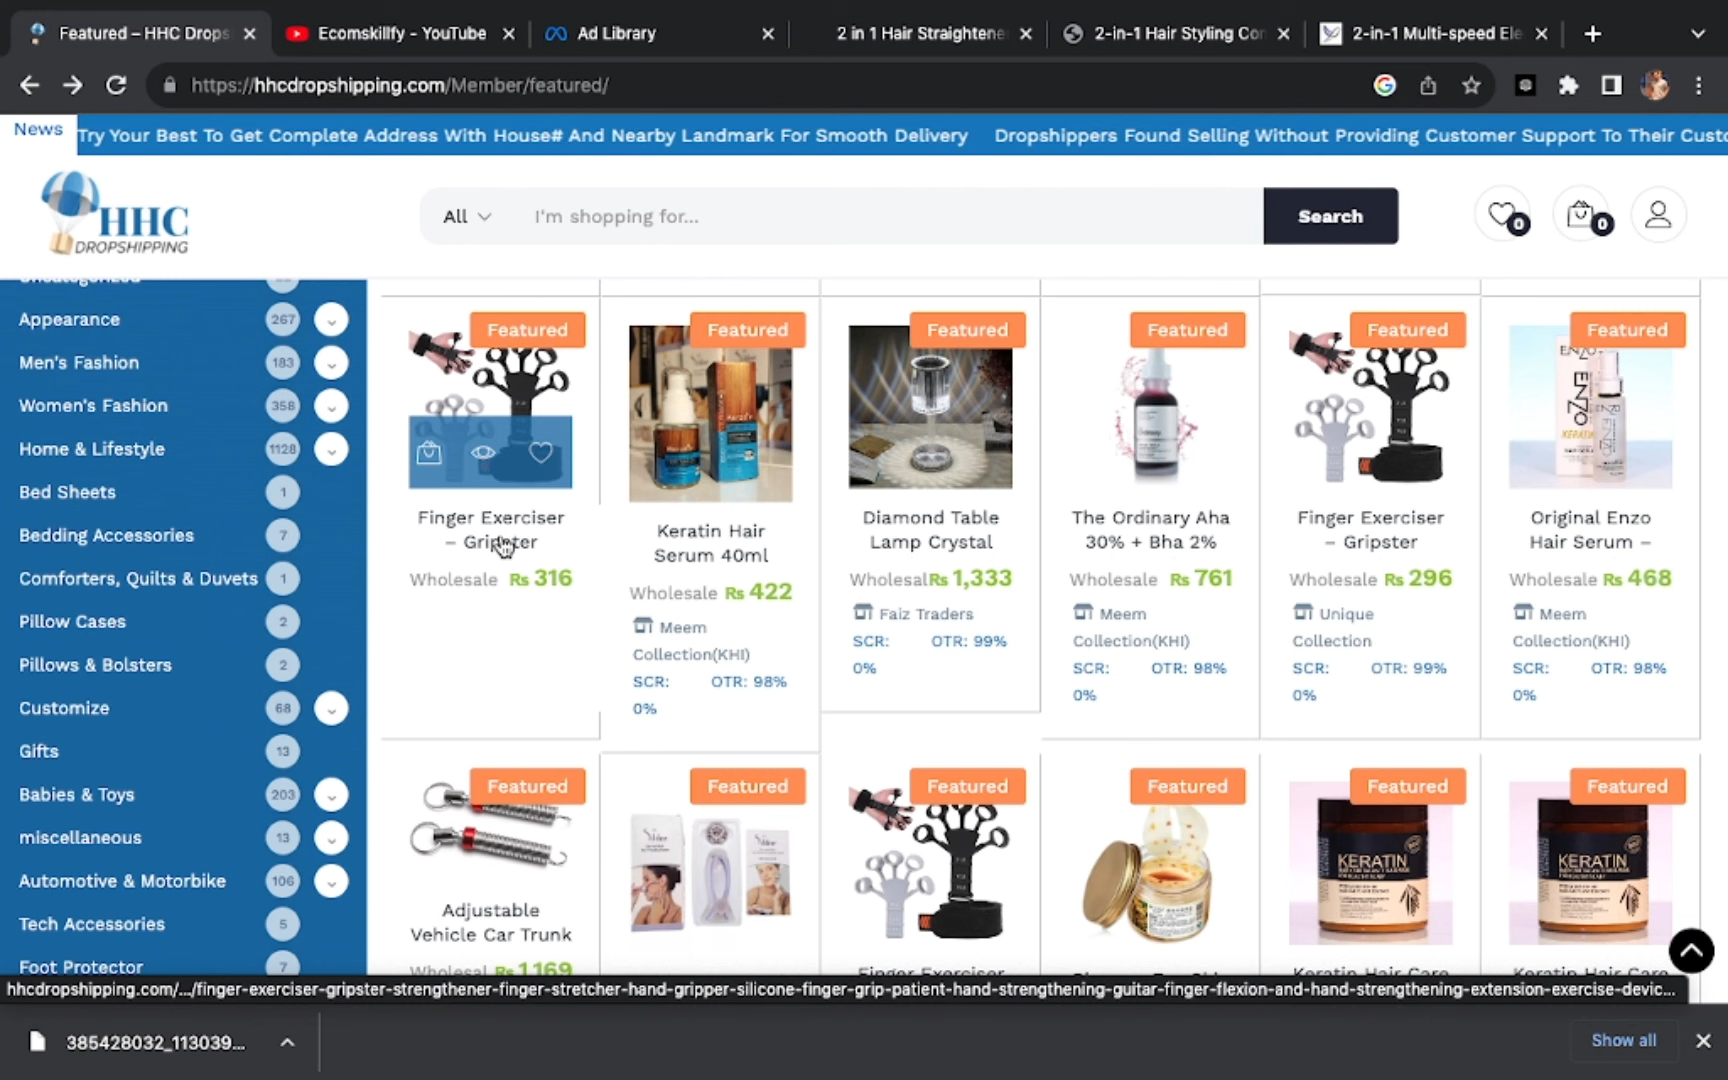 Featured – HHC Drops
Ecomskillfy - YouTube
Ad Library
2 in 1 Hair Straightene
2-in-1 Hair Styling Cor
2-in-1 Multi-speed Ele
https://hhcdropshipping.com/Member/featured/
News
Try Your Best To Get Complete Address With House# And Nearby Landmark For Smooth Delivery
Dropshippers Found Selling Without Providing Customer Support To Their Custo
HHC
DROPSHIPPING
All
I'm shopping for...
Search
0
0
Appearance 267
Men's Fashion 183
Women's Fashion 358
Home & Lifestyle 1128
Bed Sheets 1
Bedding Accessories 7
Comforters, Quilts & Duvets 1
Pillow Cases 2
Pillows & Bolsters 2
Customize 68
Gifts 13
Babies & Toys 203
miscellaneous 13
Automotive & Motorbike 106
Tech Accessories 5
Foot Protector 7
Featured
Finger Exerciser
– Gripster
Wholesale Rs 316
Featured
Keratin Hair
Serum 40ml
Wholesale Rs 422
Meem
Collection(KHI)
SCR: OTR: 98%
0%
Featured
Diamond Table
Lamp Crystal
Wholesal Rs 1,333
Faiz Traders
SCR: OTR: 99%
0%
Featured
The Ordinary Aha
30% + Bha 2%
Wholesale Rs 761
Meem
Collection(KHI)
SCR: OTR: 98%
0%
Featured
Finger Exerciser
– Gripster
Wholesale Rs 296
Unique
Collection
SCR: OTR: 99%
0%
Featured
ENZO
ENZO
Original Enzo
Hair Serum –
Wholesale Rs 468
Meem
Collection(KHI)
SCR: OTR: 98%
0%
Featured
Adjustable
Vehicle Car Trunk
Wholesal Rs 1,169
Featured
Featured
Finger Exerciser
Featured
Featured
KERATIN
Keratin Hair Care
Featured
KERATIN
Keratin Hair Care
hhcdropshipping.com/.../finger-exerciser-gripster-strengthener-finger-stretcher-hand-gripper-silicone-finger-grip-patient-hand-strengthening-guitar-finger-flexion-and-hand-strengthening-extension-exercise-devic...
385428032_113039...
Show all